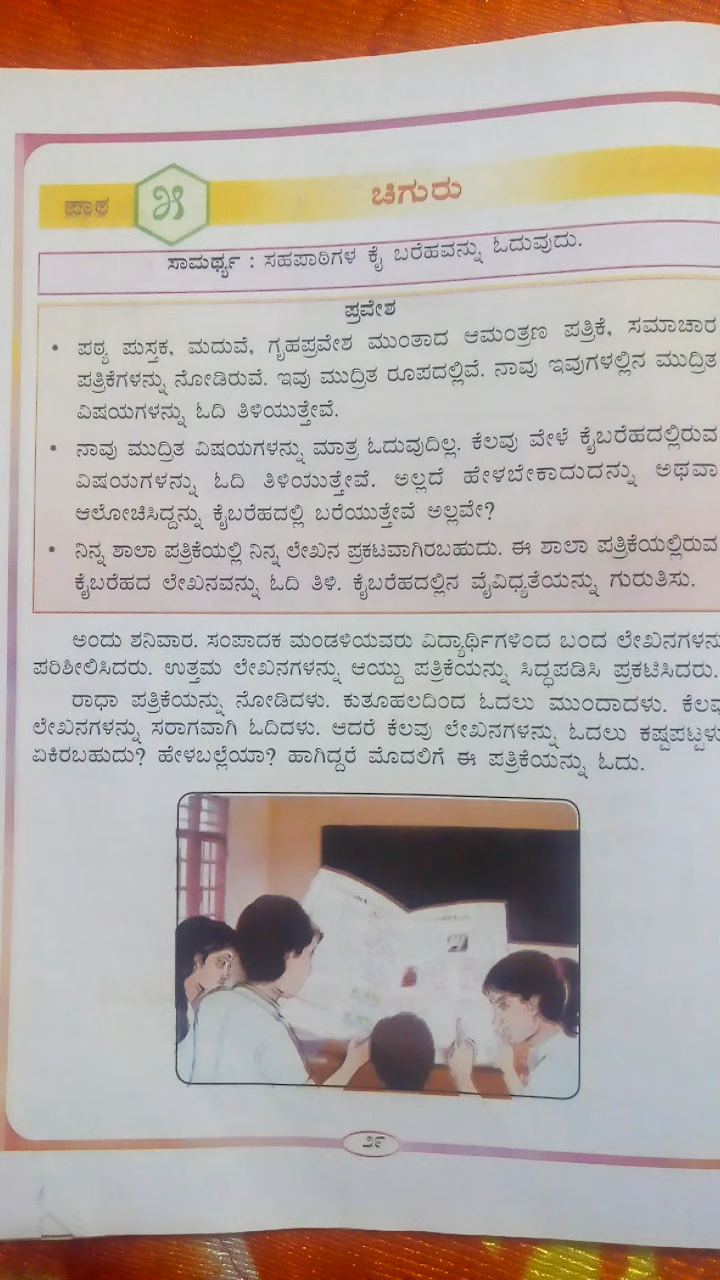 ಪಾಠ ೫ ಚಿಗುರು
ಸಾಮರ್ಥ್ಯ : ಸಹಪಾಠಿಗಳ ಕೈ ಬರೆಹವನ್ನು ಓದುವುದು.
ಪ್ರವೇಶ
• ಪಠ್ಯ ಪುಸ್ತಕ, ಮದುವೆ, ಗೃಹಪ್ರವೇಶ ಮುಂತಾದ ಆಮಂತ್ರಣ ಪತ್ರಿಕೆ, ಸಮಾಚಾರ
ಪತ್ರಿಕೆಗಳನ್ನು ನೋಡಿರುವೆ. ಇವು ಮುದ್ರಿತ ರೂಪದಲ್ಲಿವೆ. ನಾವು ಇವುಗಳಲ್ಲಿನ ಮುದ್ರಿತ
ವಿಷಯಗಳನ್ನು ಓದಿ ತಿಳಿಯುತ್ತೇವೆ.
• ನಾವು ಮುದ್ರಿತ ವಿಷಯಗಳನ್ನು ಮಾತ್ರ ಓದುವುದಿಲ್ಲ. ಕೆಲವು ವೇಳೆ ಕೈಬರೆಹದಲ್ಲಿರುವ
ವಿಷಯಗಳನ್ನು ಓದಿ ತಿಳಿಯುತ್ತೇವೆ. ಅಲ್ಲದೆ ಹೇಳಬೇಕಾದುದನ್ನು ಅಥವಾ
ಆಲೋಚಿಸಿದ್ದನ್ನು ಕೈಬರೆಹದಲ್ಲಿ ಬರೆಯುತ್ತೇವೆ ಅಲ್ಲವೇ?
• ನಿನ್ನ ಶಾಲಾ ಪತ್ರಿಕೆಯಲ್ಲಿ ನಿನ್ನ ಲೇಖನ ಪ್ರಕಟವಾಗಿರಬಹುದು. ಈ ಶಾಲಾ ಪತ್ರಿಕೆಯಲ್ಲಿರುವ
ಕೈಬರೆಹದ ಲೇಖನವನ್ನು ಓದಿ ತಿಳಿ. ಕೈಬರೆಹದಲ್ಲಿನ ವೈವಿಧ್ಯತೆಯನ್ನು ಗುರುತಿಸು.
ಅಂದು ಶನಿವಾರ. ಸಂಪಾದಕ ಮಂಡಳಿಯವರು ವಿದ್ಯಾರ್ಥಿಗಳಿಂದ ಬಂದ ಲೇಖನಗಳನ್ನು
ಪರಿಶೀಲಿಸಿದರು. ಉತ್ತಮ ಲೇಖನಗಳನ್ನು ಆಯ್ದು ಪತ್ರಿಕೆಯನ್ನು ಸಿದ್ಧಪಡಿಸಿ ಪ್ರಕಟಿಸಿದರು.
ರಾಧಾ ಪತ್ರಿಕೆಯನ್ನು ನೋಡಿದಳು. ಕುತೂಹಲದಿಂದ ಓದಲು ಮುಂದಾದಳು. ಕೆಲವು
ಲೇಖನಗಳನ್ನು ಸರಾಗವಾಗಿ ಓದಿದಳು. ಆದರೆ ಕೆಲವು ಲೇಖನಗಳನ್ನು ಓದಲು ಕಷ್ಟಪಟ್ಟಳು
ಏಕಿರಬಹುದು? ಹೇಳಬಲ್ಲೆಯಾ? ಹಾಗಿದ್ದರೆ ಮೊದಲಿಗೆ ಈ ಪತ್ರಿಕೆಯನ್ನು ಓದು.
೨೯